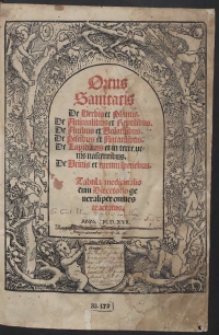 Ortus
Sanitatis
De Herbis et Plantis.
De Animalibus et Reptilibus.
De Avibus et Volatilibus.
De Piscibus et Natatilibus.
De Lapidibus et in terre ve-
nis nascentibus.
De Urinis et earum speciebus.
Tabula medicinalis
cum Directorio ge-
nerali per omnes
tractatus.